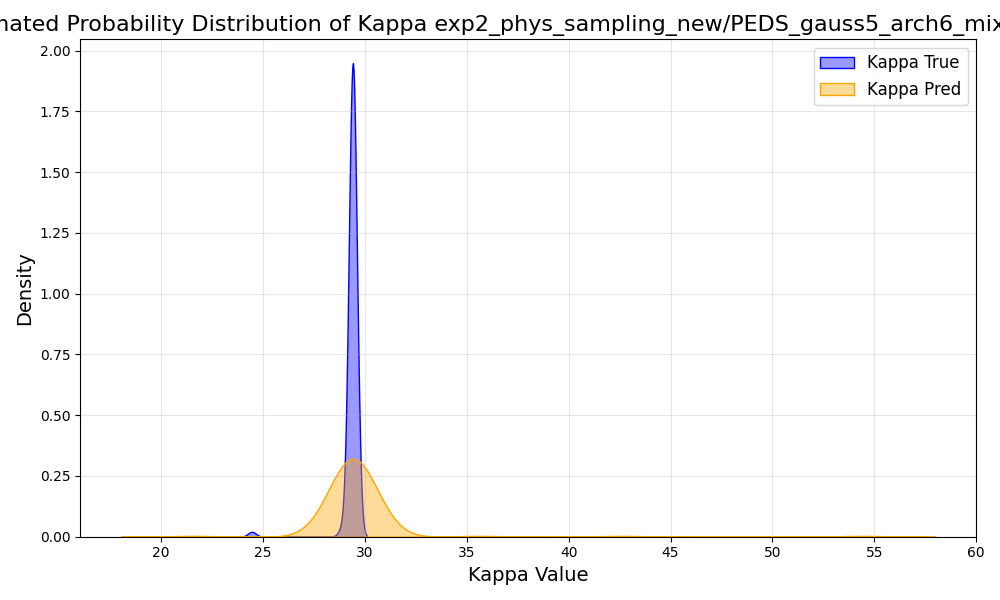 mated Probability Distribution of Kappa exp2_phys_sampling_new/PEDS_gauss5_arch6_mix
Kappa True
Kappa Pred
2.00
1.75
1.50
1.25
1.00
0.75
0.50
0.25
0.00
Density
20 25 30 35 40 45 50 55 60
Kappa Value